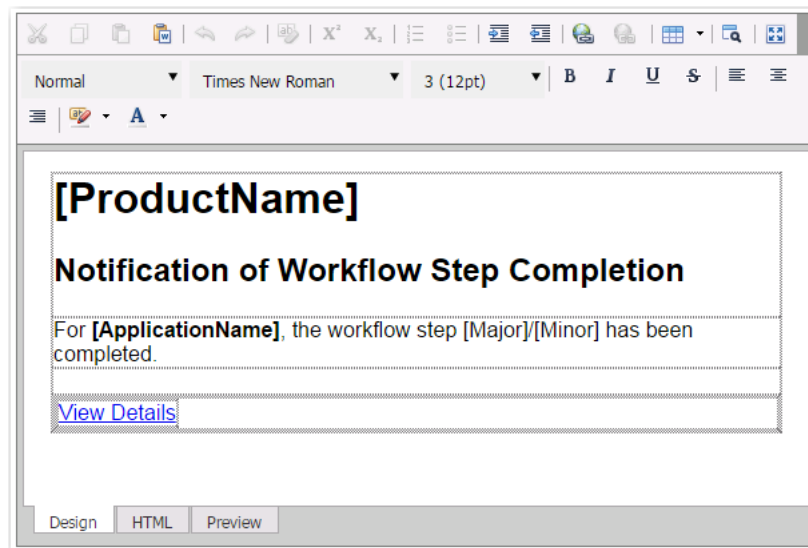 Normal Times New Roman 3 (12pt) B I U S
A
[ProductName]
Notification of Workflow Step Completion
For [ApplicationName], the workflow step [Major]/[Minor] has been
completed.
View Details
Design HTML Preview